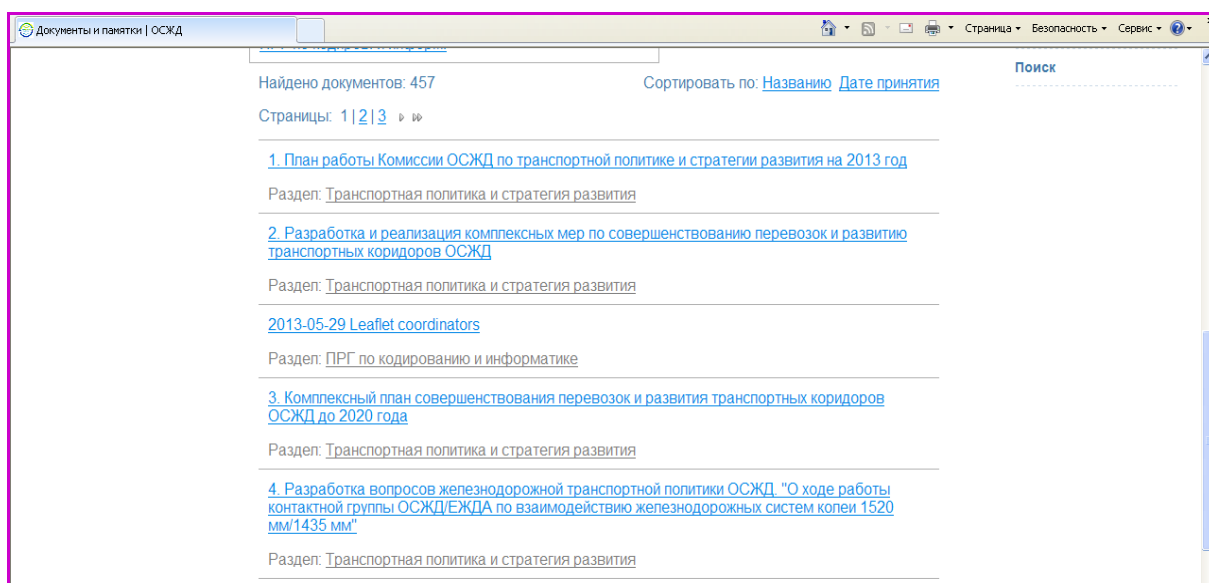 Документы и памятки | ОСЖД
Страница
Безопасность
Сервис
Найдено документов: 457
Сортировать по: Названию Дате принятия
Поиск
Страницы: 1 | 2 | 3
1. План работы Комиссии ОСЖД по транспортной политике и стратегии развития на 2013 год
Раздел: Транспортная политика и стратегия развития
2. Разработка и реализация комплексных мер по совершенствованию перевозок и развитию
транспортных коридоров ОСЖД
Раздел: Транспортная политика и стратегия развития
2013-05-29 Leaflet coordinators
Раздел: ПРГ по кодированию и информатике
3. Комплексный план совершенствования перевозок и развития транспортных коридоров
ОСЖД до 2020 года
Раздел: Транспортная политика и стратегия развития
4. Разработка вопросов железнодорожной транспортной политики ОСЖД. "О ходе работы
контактной группы ОСЖД/ЕЖДА по взаимодействию железнодорожных систем колеи 1520
мм/1435 мм"
Раздел: Транспортная политика и стратегия развития